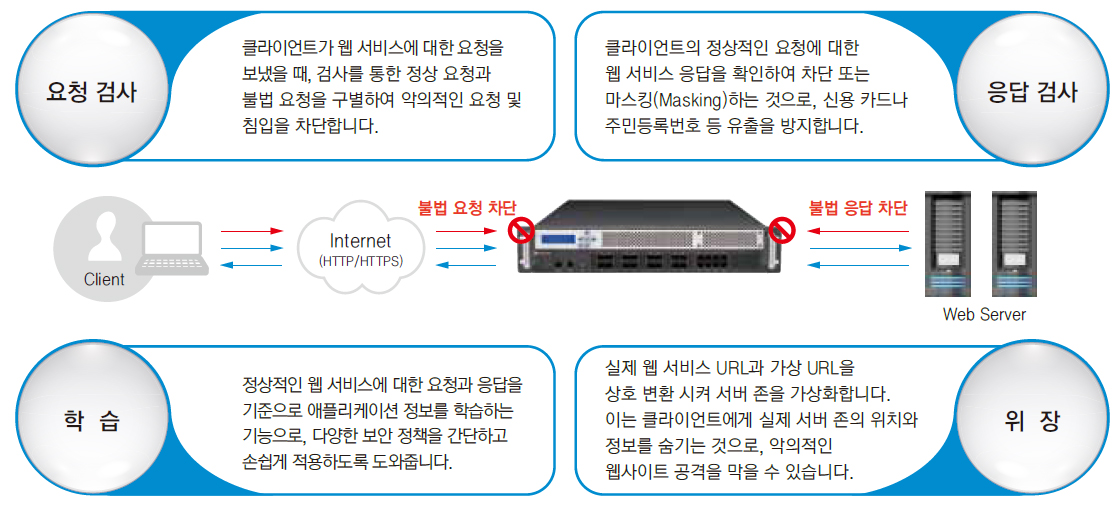 요청 검사
클라이언트가 웹 서비스에 대한 요청을
보냈을 때, 검사를 통한 정상 요청과
불법 요청을 구별하여 악의적인 요청 및
침입을 차단합니다.
클라이언트의 정상적인 요청에 대한
웹 서비스 응답을 확인하여 차단 또는
마스킹(Masking)하는 것으로, 신용 카드나
주민등록번호 등 유출을 방지합니다.
응답 검사
Client
Internet
(HTTP/HTTPS)
불법 요청 차단
불법 응답 차단
Web Server
학 습
정상적인 웹 서비스에 대한 요청과 응답을
기준으로 애플리케이션 정보를 학습하는
기능으로, 다양한 보안 정책을 간단하고
손쉽게 적용하도록 도와줍니다.
실제 웹 서비스 URL과 가상 URL을
상호 변환 시켜 서버 존을 가상화합니다.
이는 클라이언트에게 실제 서버 존의 위치와
정보를 숨기는 것으로, 악의적인
웹사이트 공격을 막을 수 있습니다.
위 장